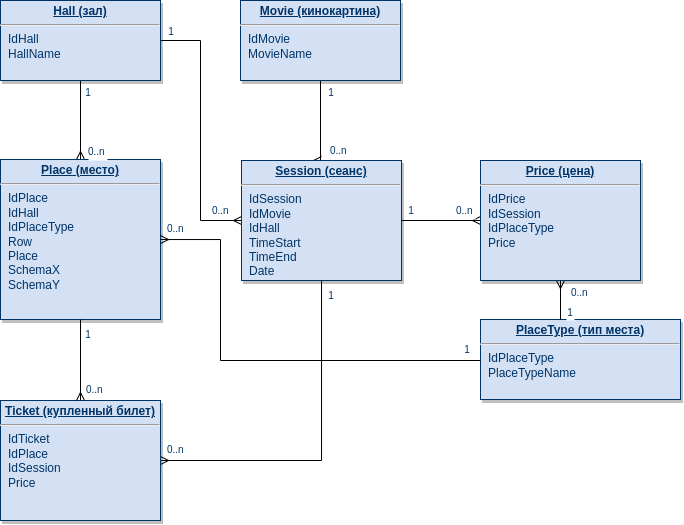 Hall (зал)
IdHall
HallName
1
1
Movie (кинокартина)
IdMovie
MovieName
1
0..n
0..n
Place (место)
IdPlace
IdHall
IdPlaceType
Row
Place
SchemaX
SchemaY
0..n
0..n
Session (сеанс)
IdSession
IdMovie
IdHall
TimeStart
TimeEnd
Date
1
0..n
Price (цена)
IdPrice
IdSession
IdPlaceType
Price
0..n
1
1
1
1
PlaceType (тип места)
IdPlaceType
PlaceTypeName
0..n
Ticket (купленный билет)
IdTicket
IdPlace
IdSession
Price
0..n